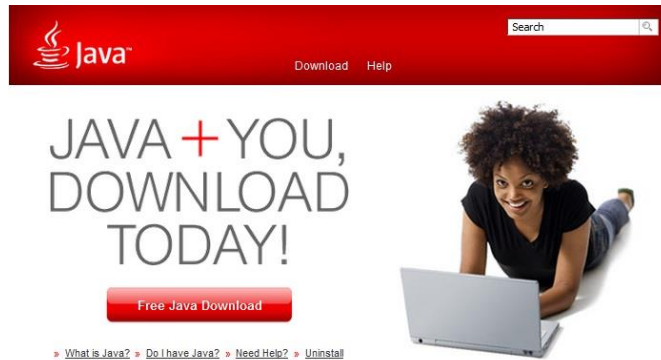 Search
Java™
Download Help
JAVA + YOU,
DOWNLOAD
TODAY!
Free Java Download
» What is Java? » Do I have Java? » Need Help? » Uninstall